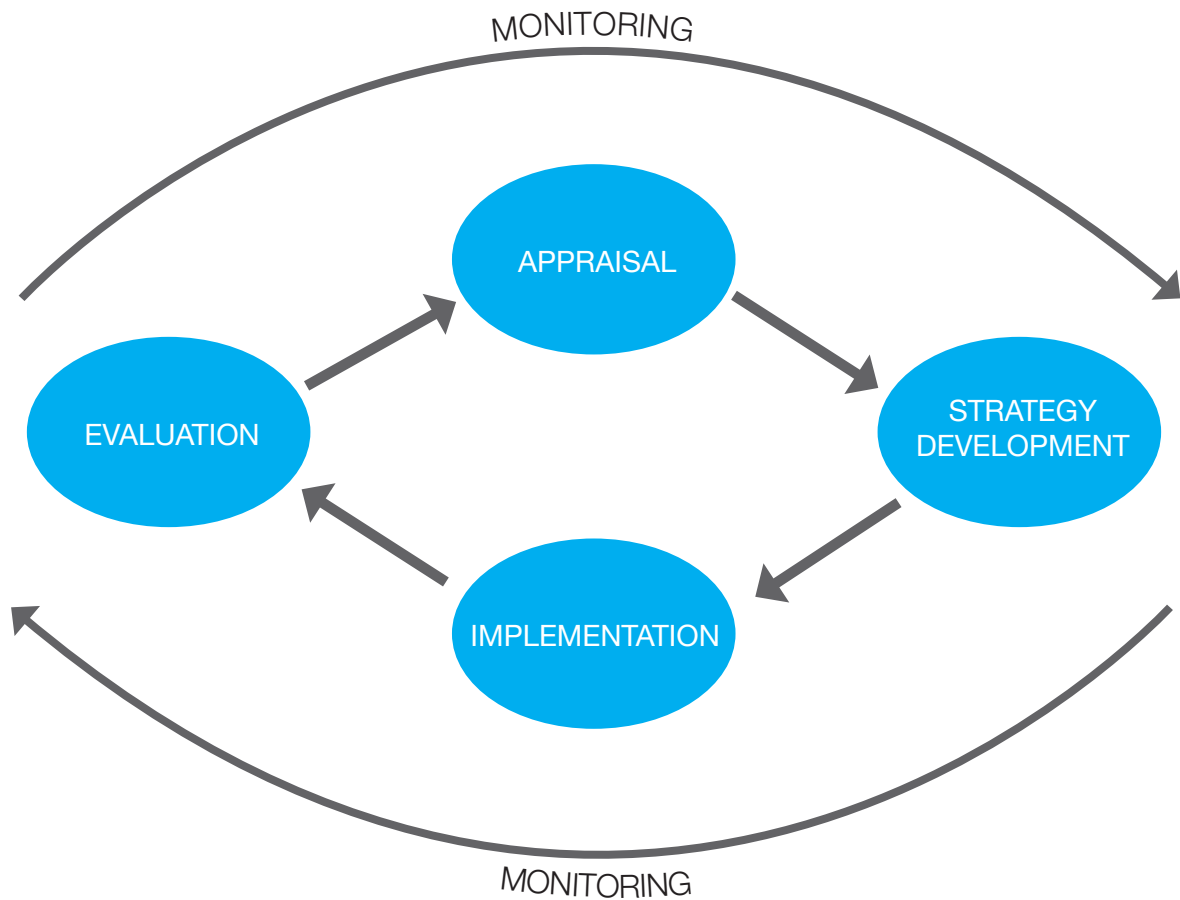 MONITORING
APPRAISAL
EVALUATION
STRATEGY
DEVELOPMENT
IMPLEMENTATION
MONITORING